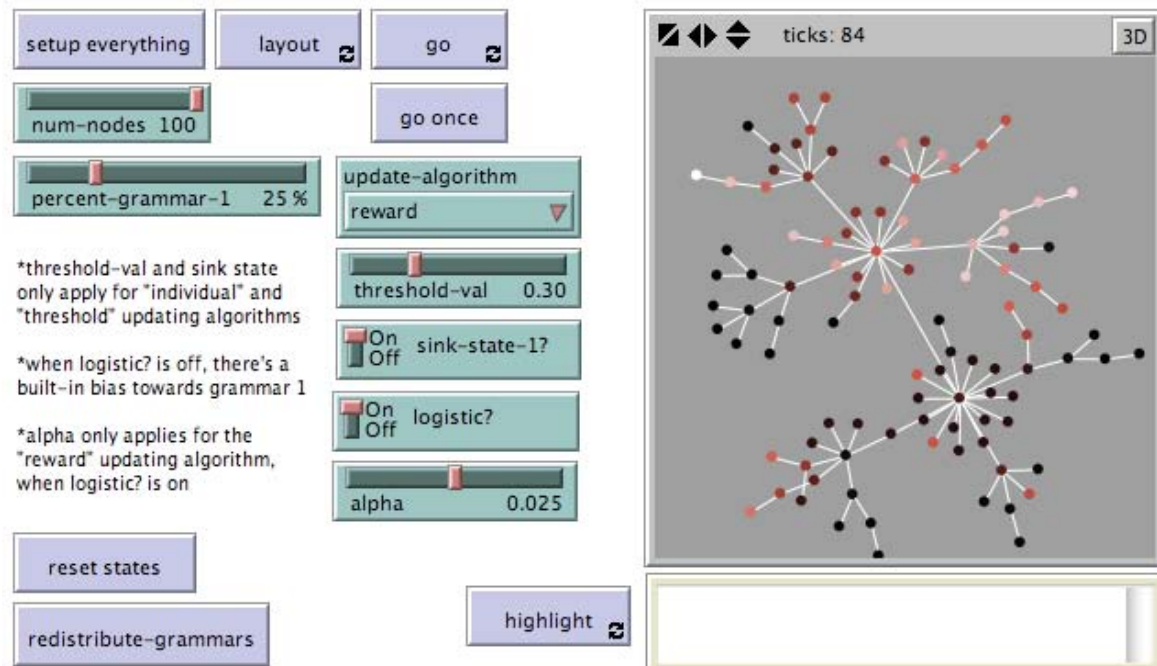 setup everything
layout
go
ticks: 84
3D
num-nodes 100
go once
percent-grammar-1 25 %
update-algorithm
reward
*threshold-val and sink state
only apply for "individual" and
"threshold" updating algorithms
threshold-val 0.30
On
Off
sink-state-1?
*when logistic? is off, there's a
built-in bias towards grammar 1
On
Off
logistic?
*alpha only applies for the
"reward" updating algorithm,
when logistic? is on
alpha 0.025
reset states
highlight
redistribute-grammars